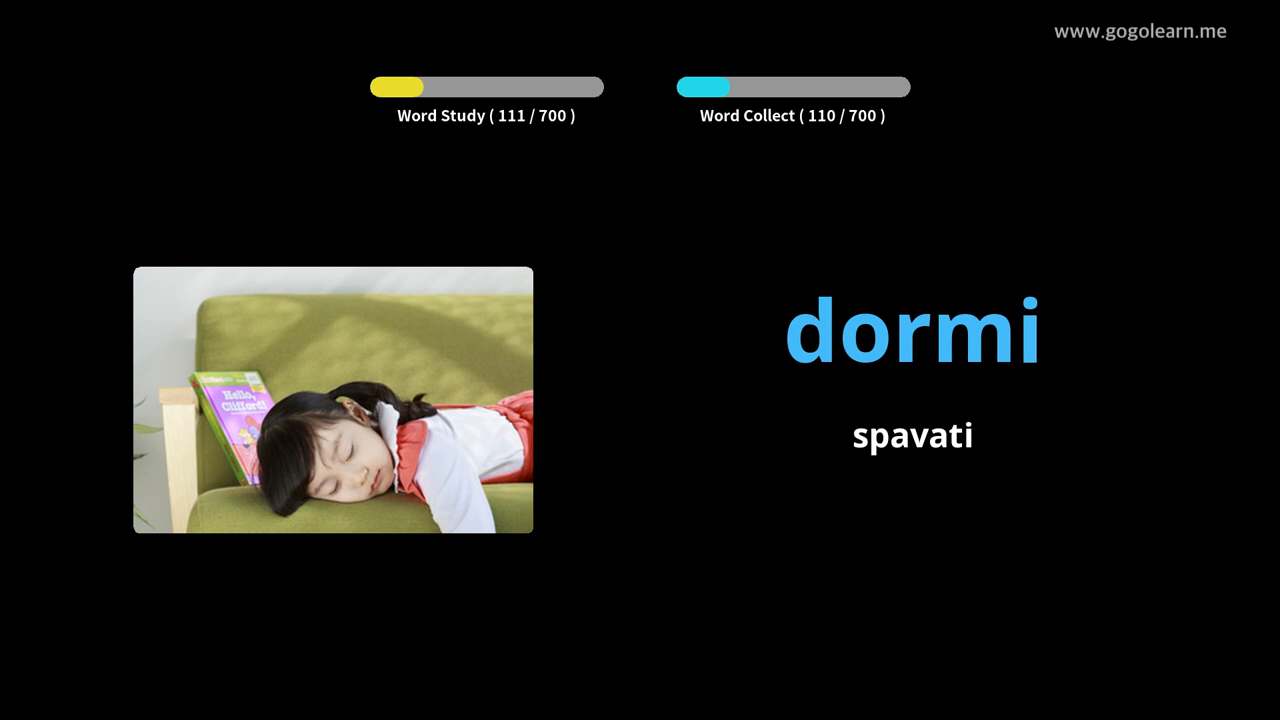 www.gogolearn.me
Word Study ( 111 / 700 )
Word Collect ( 110 / 700 )
dormi
spavati
Hello,
Clifford!